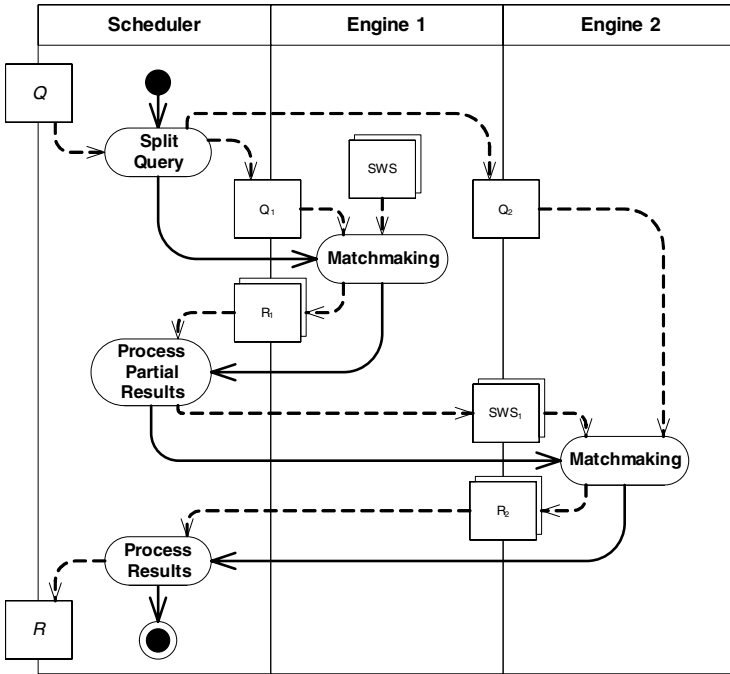 Scheduler Engine 1 Engine 2
Q
Split
Query
SWS
Q₁
Q₂
Matchmaking
R₁
Process
Partial
Results
SWS₁
Matchmaking
R₂
Process
Results
R